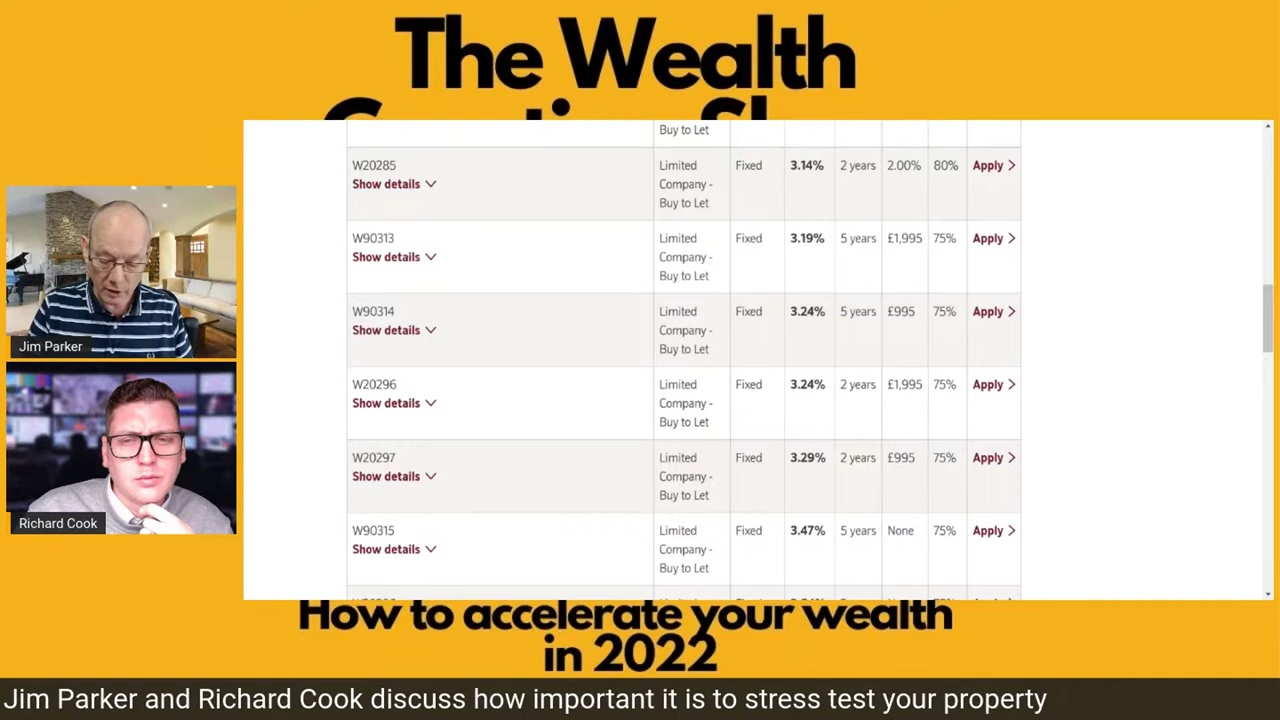 The Wealth
Buy to Let
W20285 Limited Fixed 3.14% 2 years 2.00% 80% Apply >
Show details Company -
Buy to Let
W90313 Limited Fixed 3.19% 5 years £1,995 75% Apply >
Show details Company -
Buy to Let
W90314 Limited Fixed 3.24% 5 years £995 75% Apply >
Show details Company -
Buy to Let
W20296 Limited Fixed 3.24% 2 years £1,995 75% Apply >
Show details Company -
Buy to Let
W20297 Limited Fixed 3.29% 2 years £995 75% Apply >
Show details Company -
Buy to Let
W90315 Limited Fixed 3.47% 5 years None 75% Apply >
Show details Company -
Buy to Let
Jim Parker
Richard Cook
How to accelerate your wealth
in 2022
Jim Parker and Richard Cook discuss how important it is to stress test your property